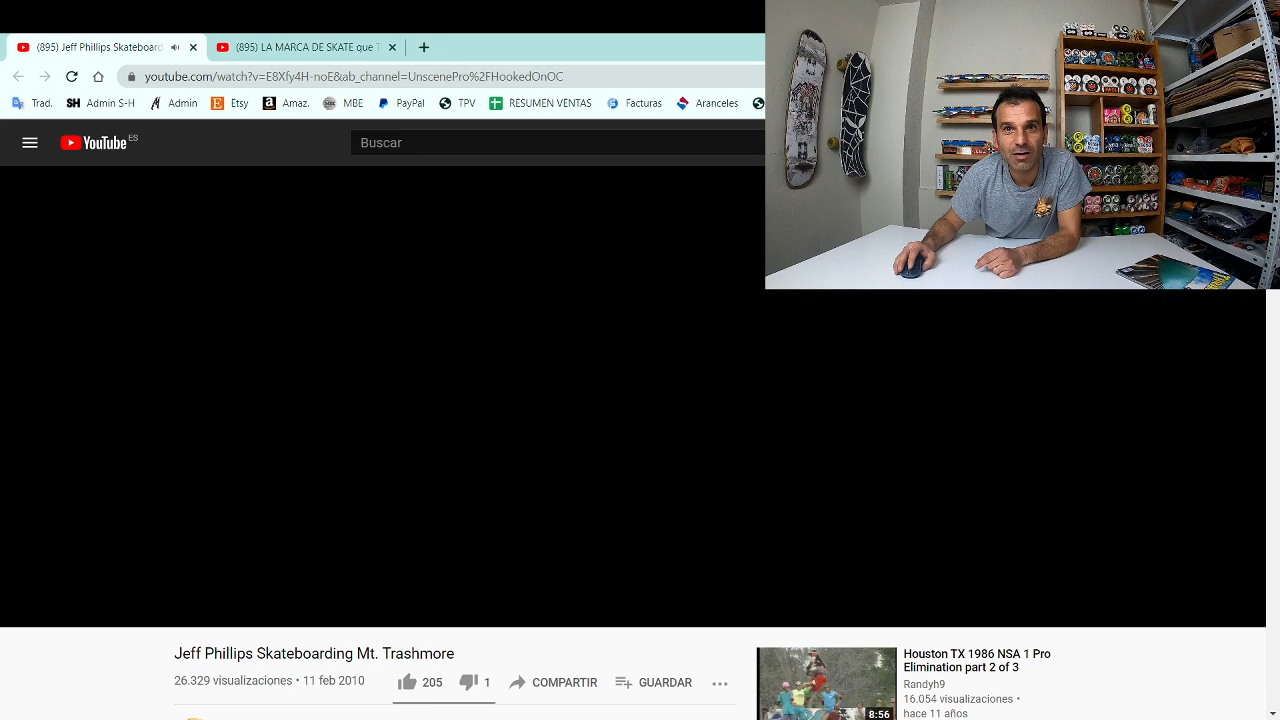 (895) Jeff Phillips Skateboard
(895) LA MARCA DE SKATE que
youtube.com/watch?v=E8Xfy4H-noE&ab_channel=UnscenePro%2FHookedOnOC
Trad.
SH Admin S-H
Admin
Etsy
Amaz.
MBE
PayPal
TPV
RESUMEN VENTAS
Facturas
Aranceles
YouTube ES
Buscar
Jeff Phillips Skateboarding Mt. Trashmore
26.329 visualizaciones • 11 feb 2010
205
1
COMPARTIR
GUARDAR
8:56
Houston TX 1986 NSA 1 Pro
Elimination part 2 of 3
Randyh9
16.054 visualizaciones •
hace 11 años